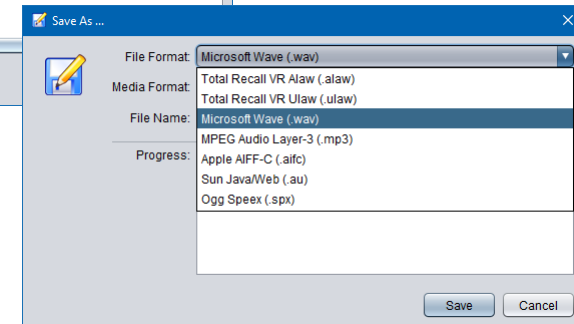 Save As ...
File Format: Microsoft Wave (.wav)
Media Format: Total Recall VR Alaw (.alaw)
Total Recall VR Ulaw (.ulaw)
File Name: Microsoft Wave (.wav)
MPEG Audio Layer-3 (.mp3)
Progress: Apple AIFF-C (.aifc)
Sun Java/Web (.au)
Ogg Speex (.spx)
Save Cancel